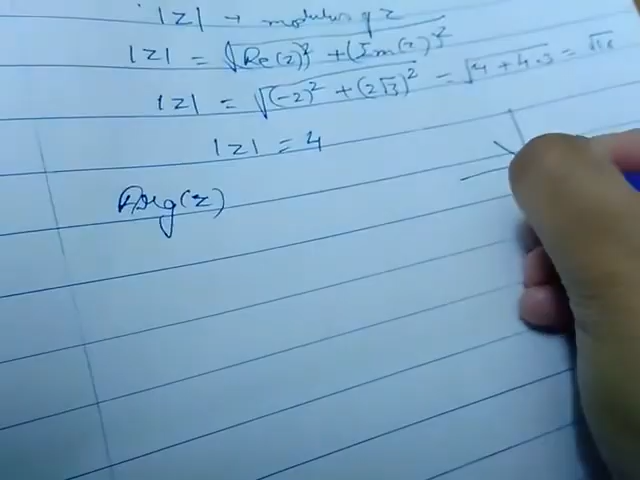 |z| → modulus of z
|z| = √(Re(z))² + (Im(z))²
|z| = √(-2)² + (2√3)² = √4 + 4.3 = √16
|z| = 4
Arg(z)